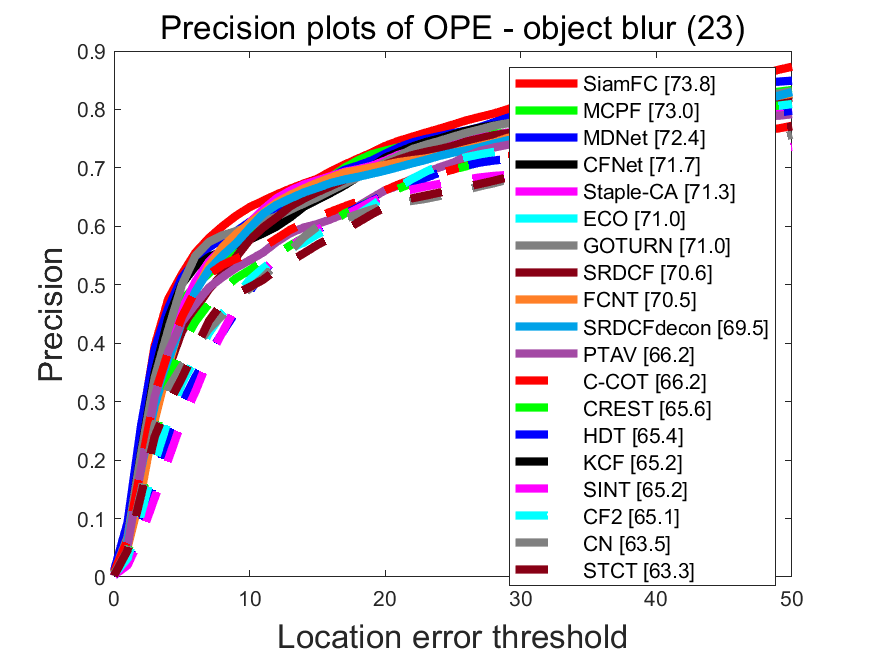 Precision plots of OPE - object blur (23)
0.9
0.8
0.7
0.6
0.5
0.4
0.3
0.2
0.1
0
Precision
SiamFC [73.8]
MCPF [73.0]
MDNet [72.4]
CFNet [71.7]
Staple-CA [71.3]
ECO [71.0]
GOTURN [71.0]
SRDCF [70.6]
FCNT [70.5]
SRDCFdecon [69.5]
PTAV [66.2]
C-COT [66.2]
CREST [65.6]
HDT [65.4]
KCF [65.2]
SINT [65.2]
CF2 [65.1]
CN [63.5]
STCT [63.3]
0 10 20 30 40 50
Location error threshold